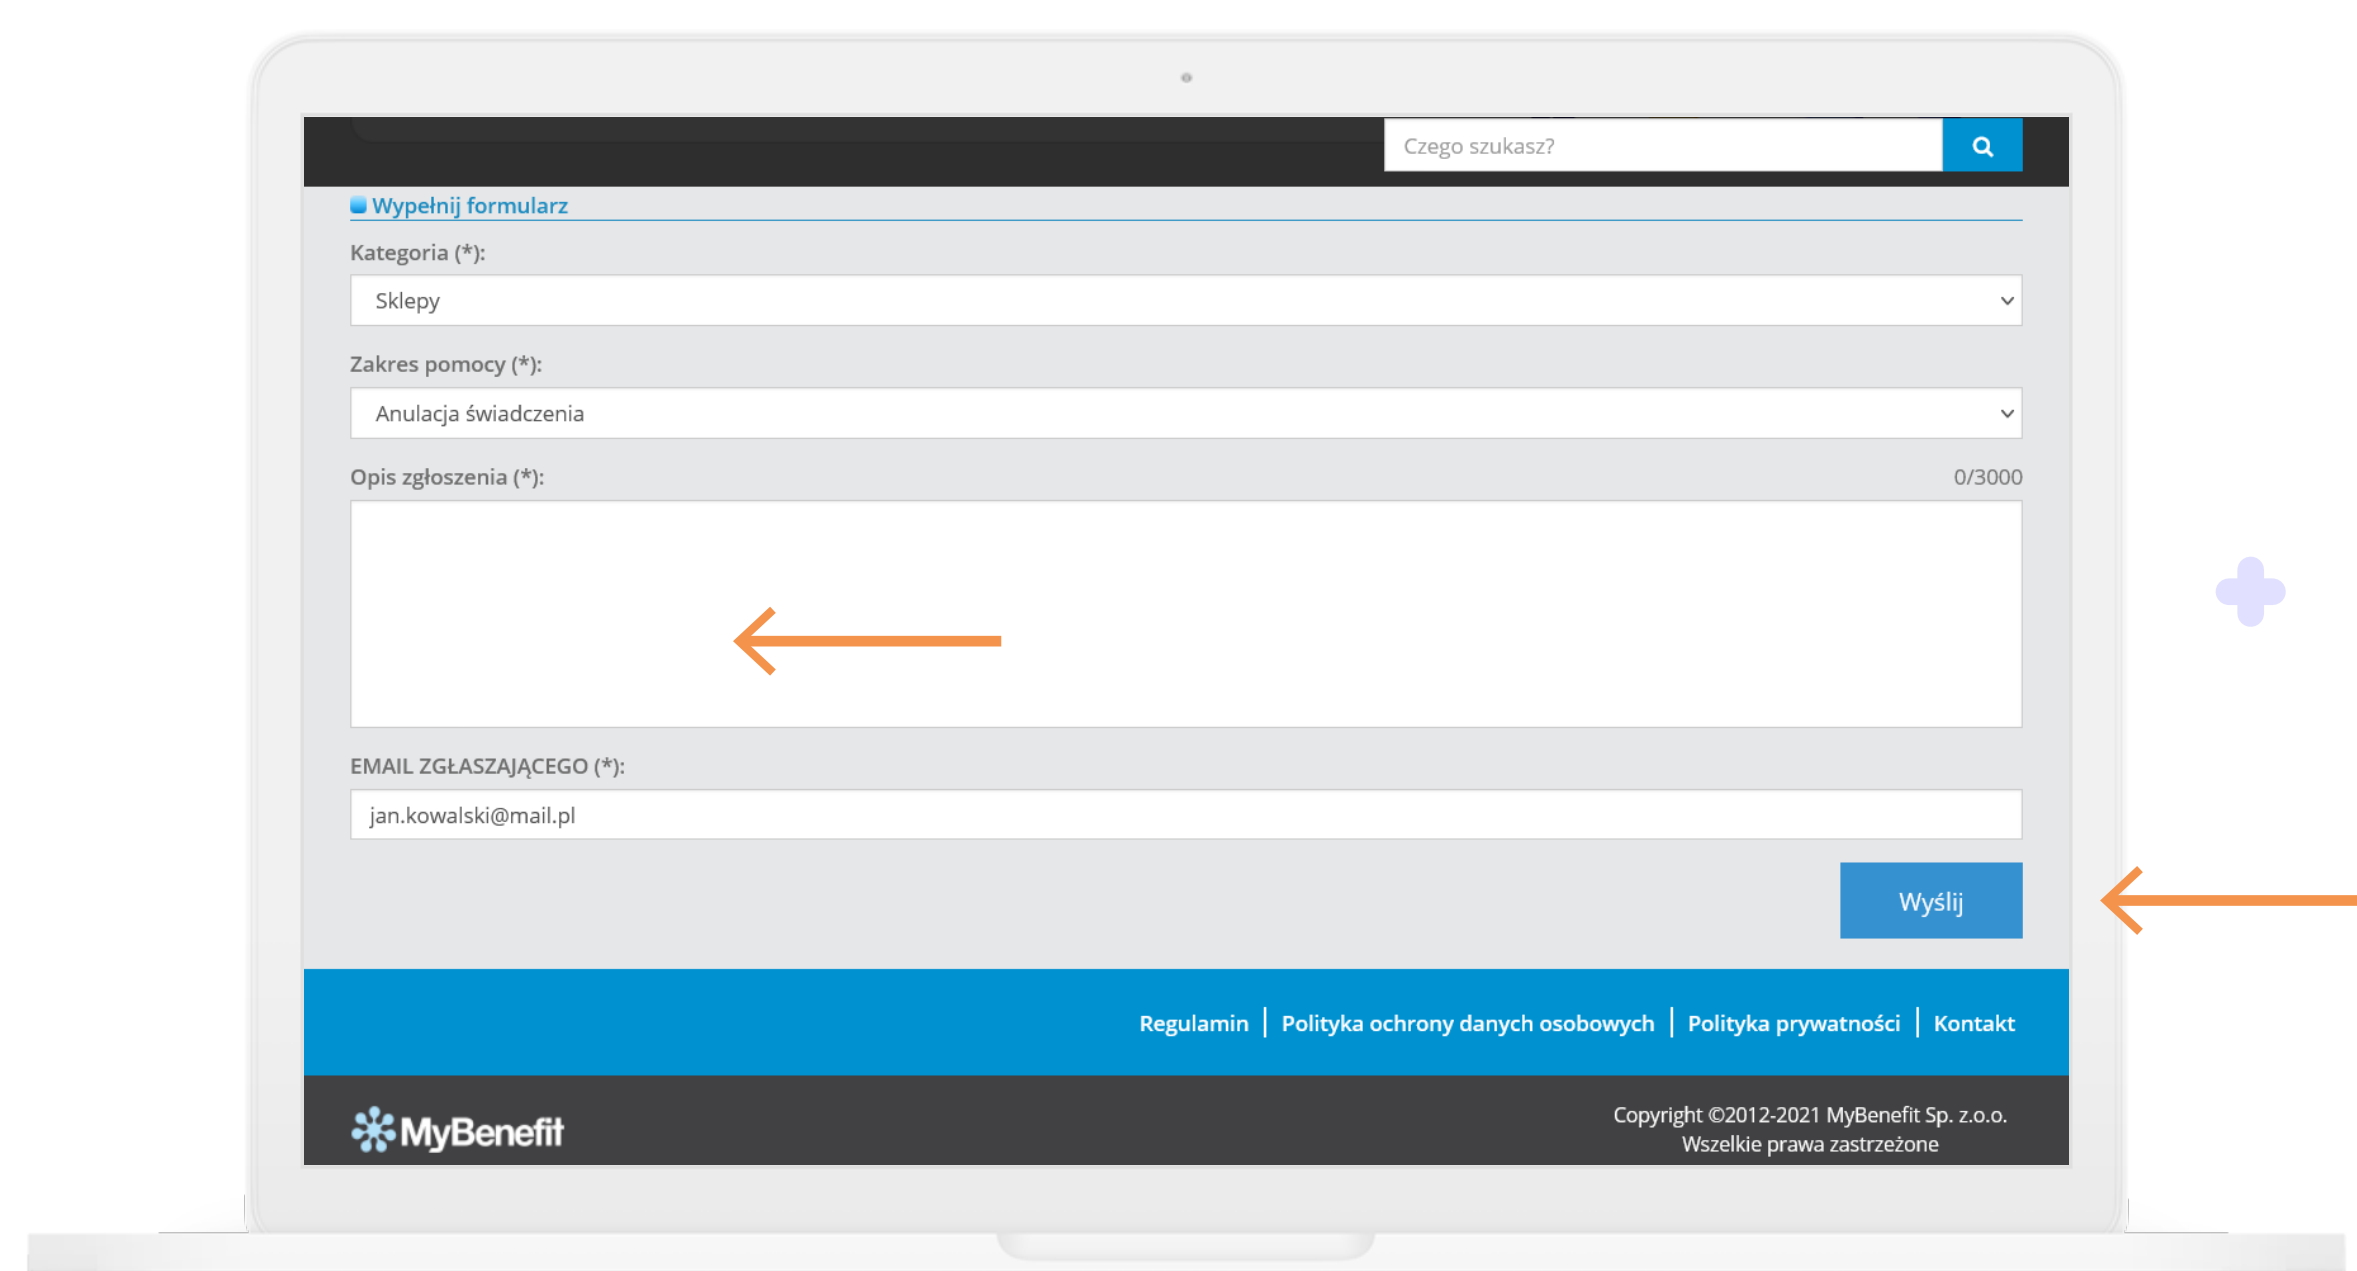 Czego szukasz?
Wypełnij formularz
Kategoria (*):
Sklepy
Zakres pomocy (*):
Anulacja świadczenia
Opis zgłoszenia (*):
0/3000
EMAIL ZGŁASZAJĄCEGO (*):
jan.kowalski@mail.pl
Wyślij
Regulamin | Polityka ochrony danych osobowych | Polityka prywatności | Kontakt
MyBenefit
Copyright ©2012-2021 MyBenefit Sp. z.o.o.
Wszelkie prawa zastrzeżone